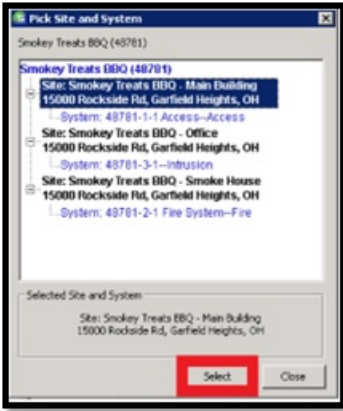 Pick Site and System
Smokey Treats BBQ (48781)
Smokey Treats BBQ (48781)
Site: Smokey Treats BBQ - Main Building
15000 Rockside Rd, Garfield Heights, OH
System: 48781-1-1 Access--Access
Site: Smokey Treats BBQ - Office
15000 Rockside Rd, Garfield Heights, OH
System: 48781-3-1--Intrusion
Site: Smokey Treats BBQ - Smoke House
15000 Rockside Rd, Garfield Heights, OH
System: 48781-2-1 Fire System--Fire
Selected Site and System
Site: Smokey Treats BBQ - Main Building
15000 Rockside Rd, Garfield Heights, OH
Select
Close